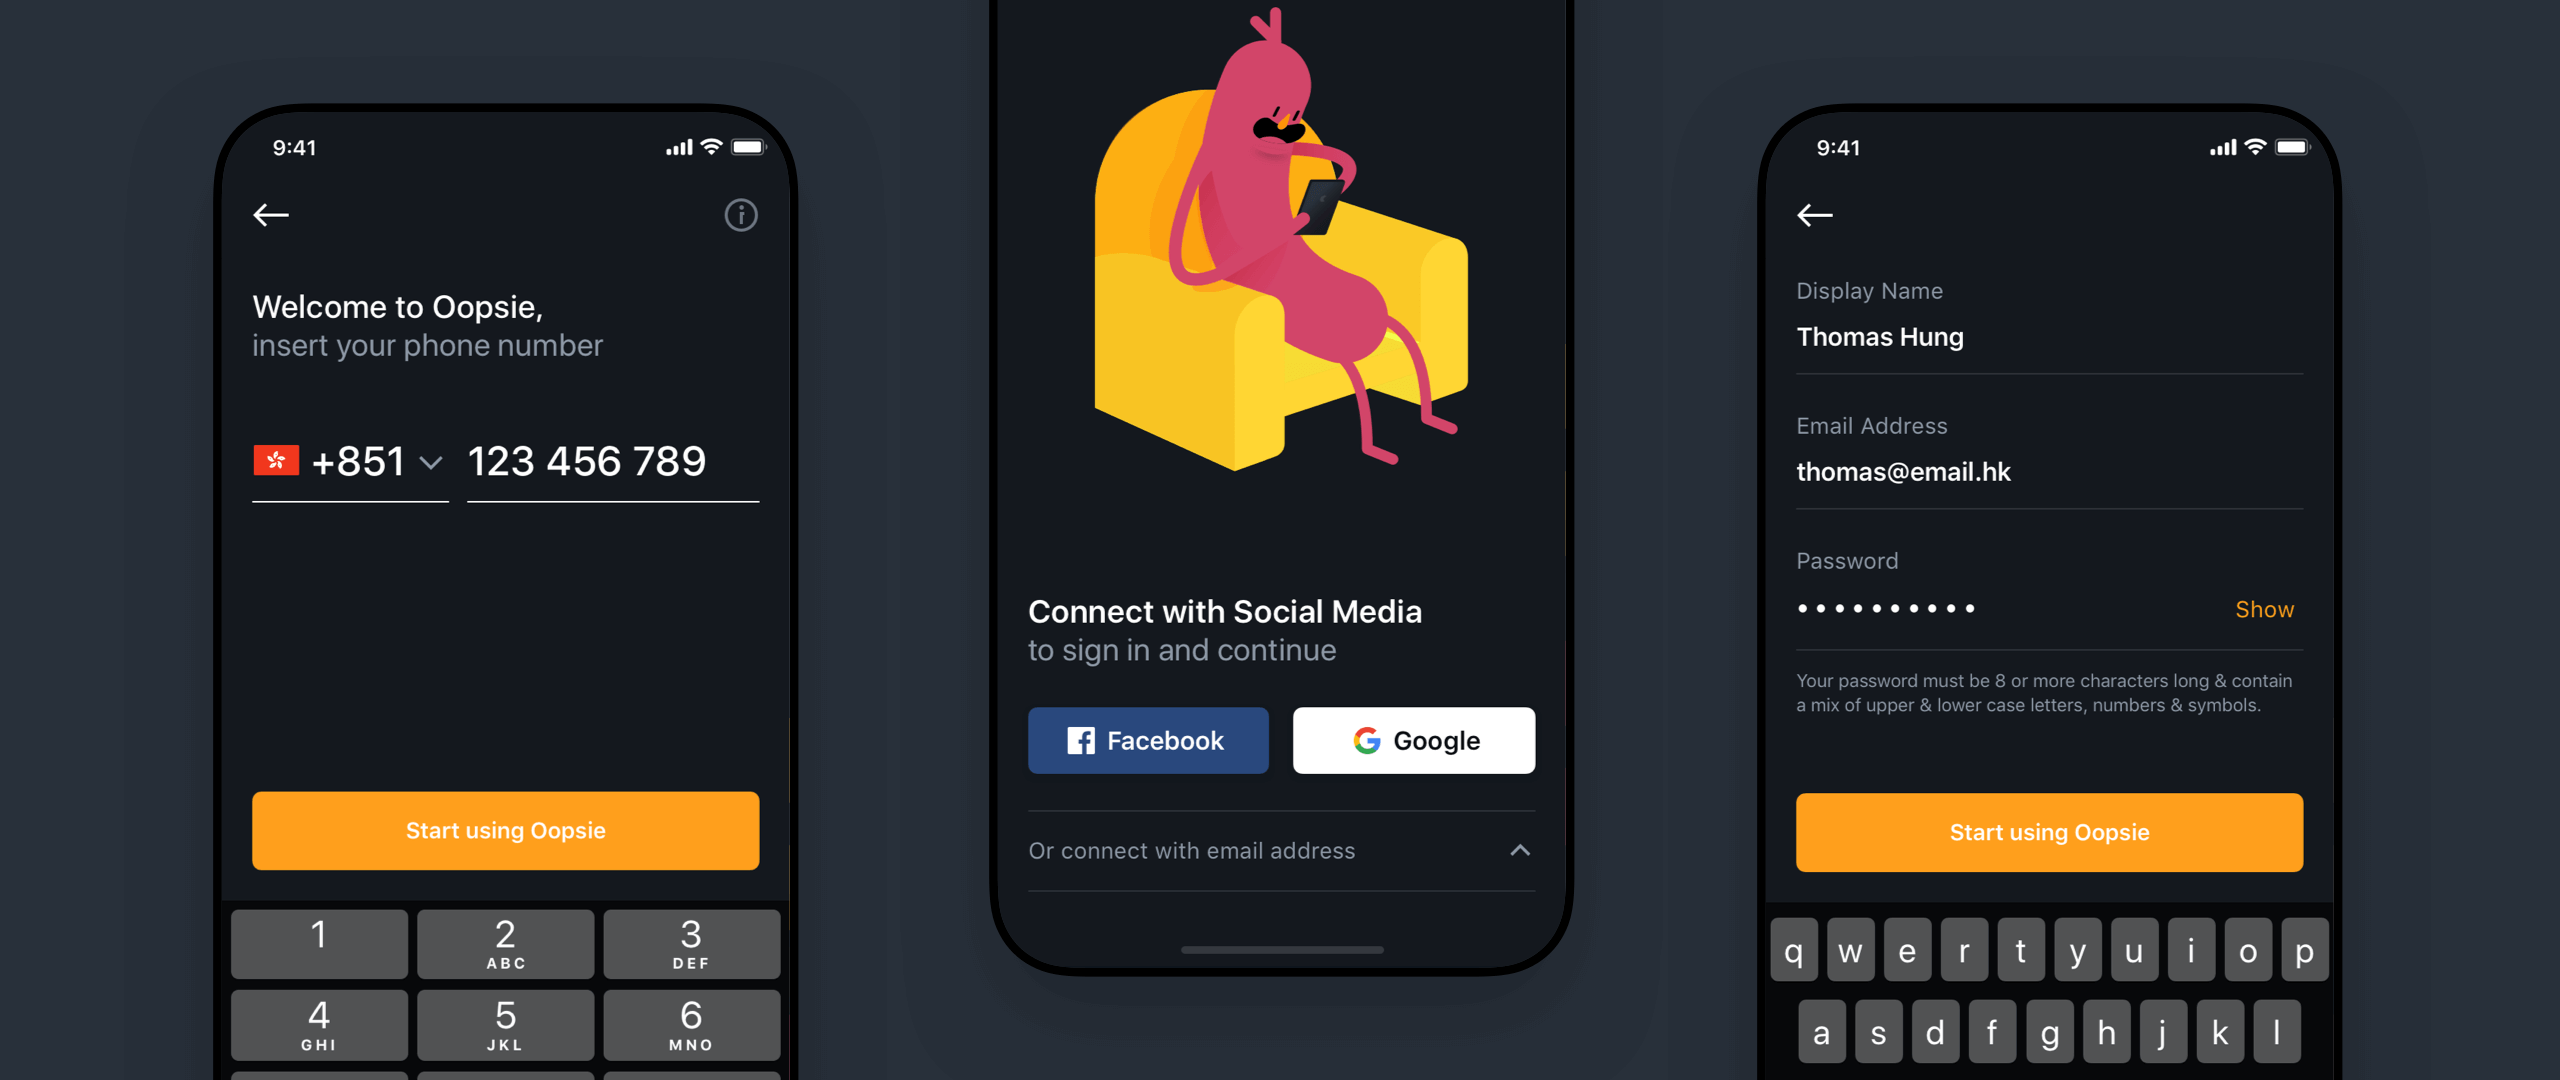 9:41
Welcome to Oopsie,
insert your phone number
+851 123 456 789
Start using Oopsie
1 2 3
ABC DEF
4 5 6
GHI JKL MNO
Connect with Social Media
to sign in and continue
Facebook Google
Or connect with email address
9:41
Display Name
Thomas Hung
Email Address
thomas@email.hk
Password
•••••••••• Show
Your password must be 8 or more characters long & contain
a mix of upper & lower case letters, numbers & symbols.
Start using Oopsie
q w e r t y u i o p
a s d f g h j k l